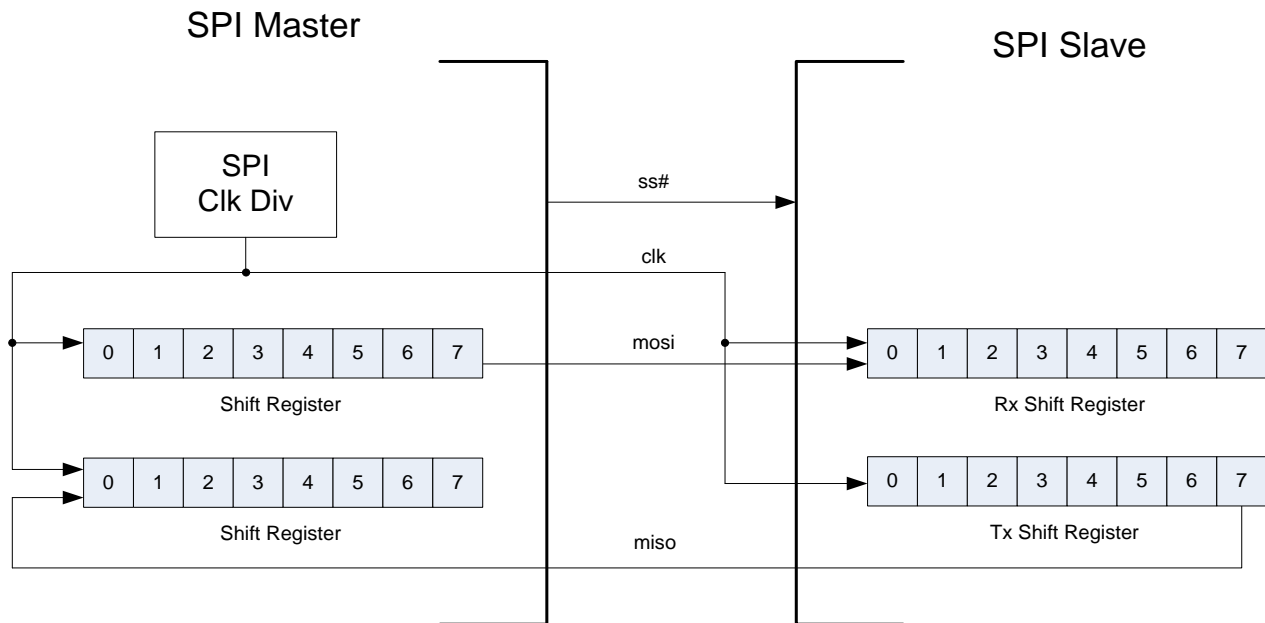 SPI Master
SPI Slave
SPI
Clk Div
ss#
clk
0 1 2 3 4 5 6 7
mosi
0 1 2 3 4 5 6 7
Shift Register
Rx Shift Register
0 1 2 3 4 5 6 7
0 1 2 3 4 5 6 7
Shift Register
miso
Tx Shift Register